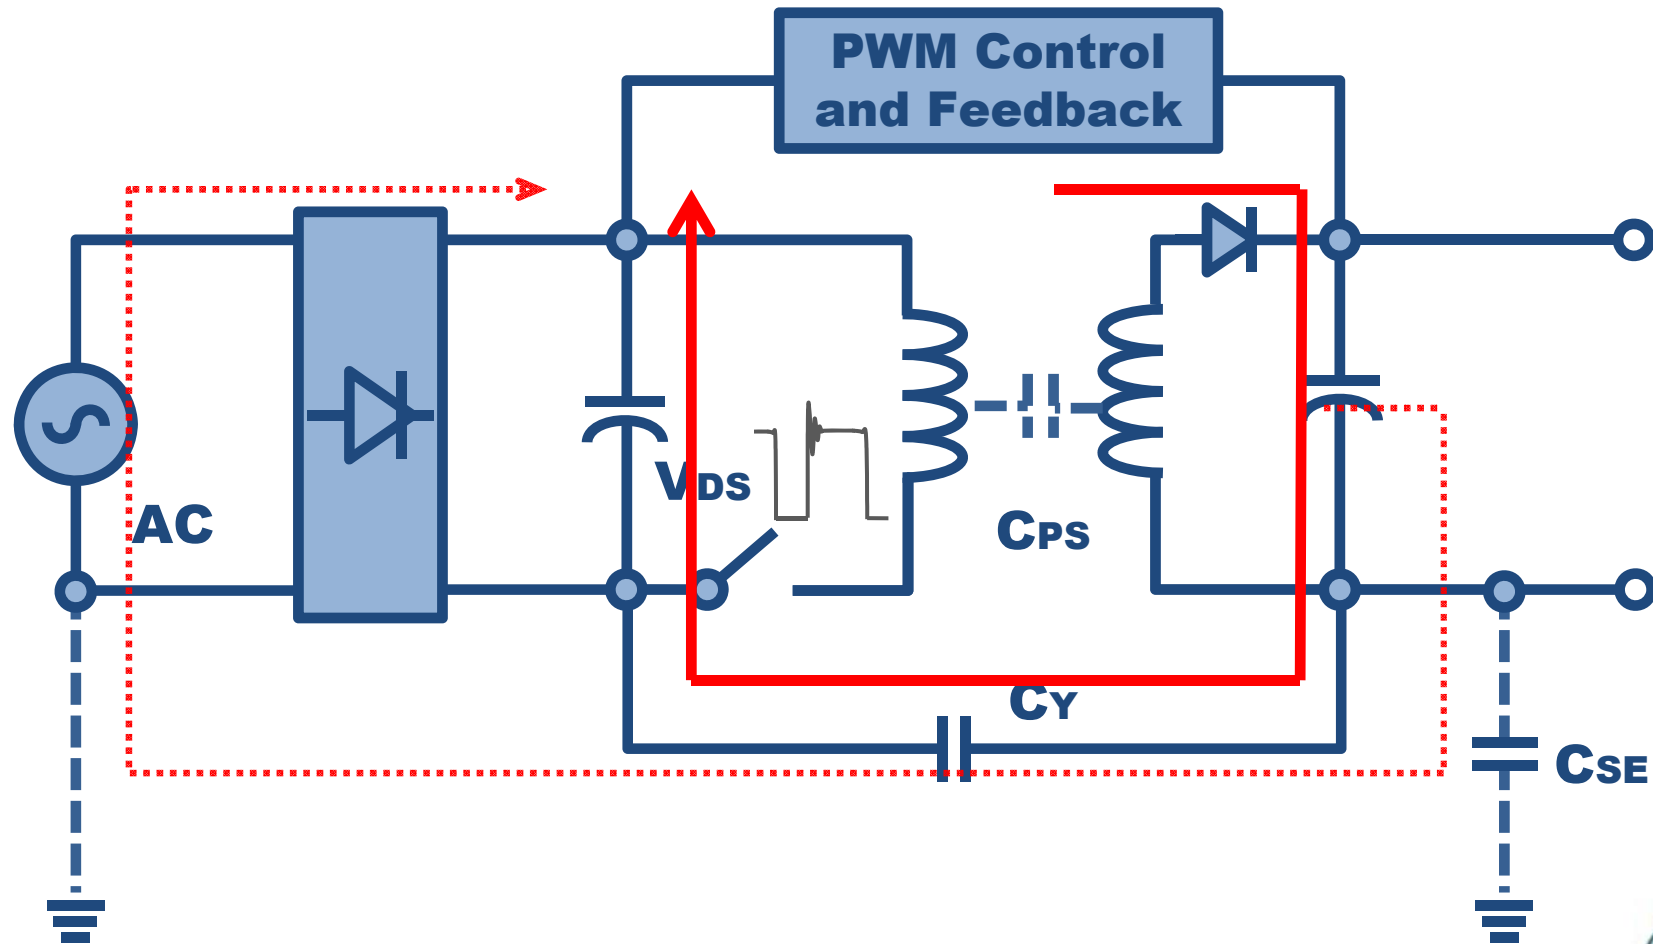 PWM Control
and Feedback
VDS
AC
CPS
CY
CSE